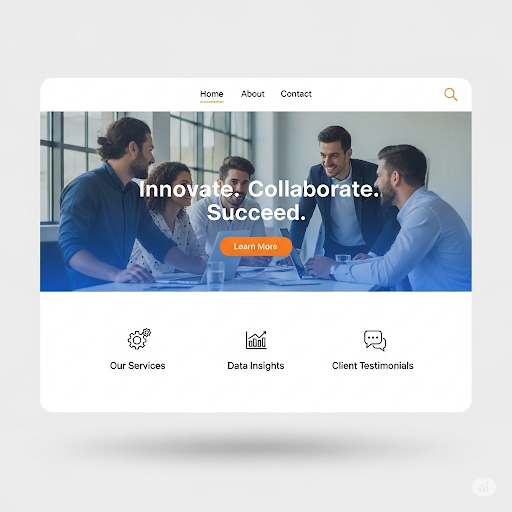 Home About Contact
Innovate. Collaborate.
Succeed.
Learn More
Our Services Data Insights Client Testimonials
ai